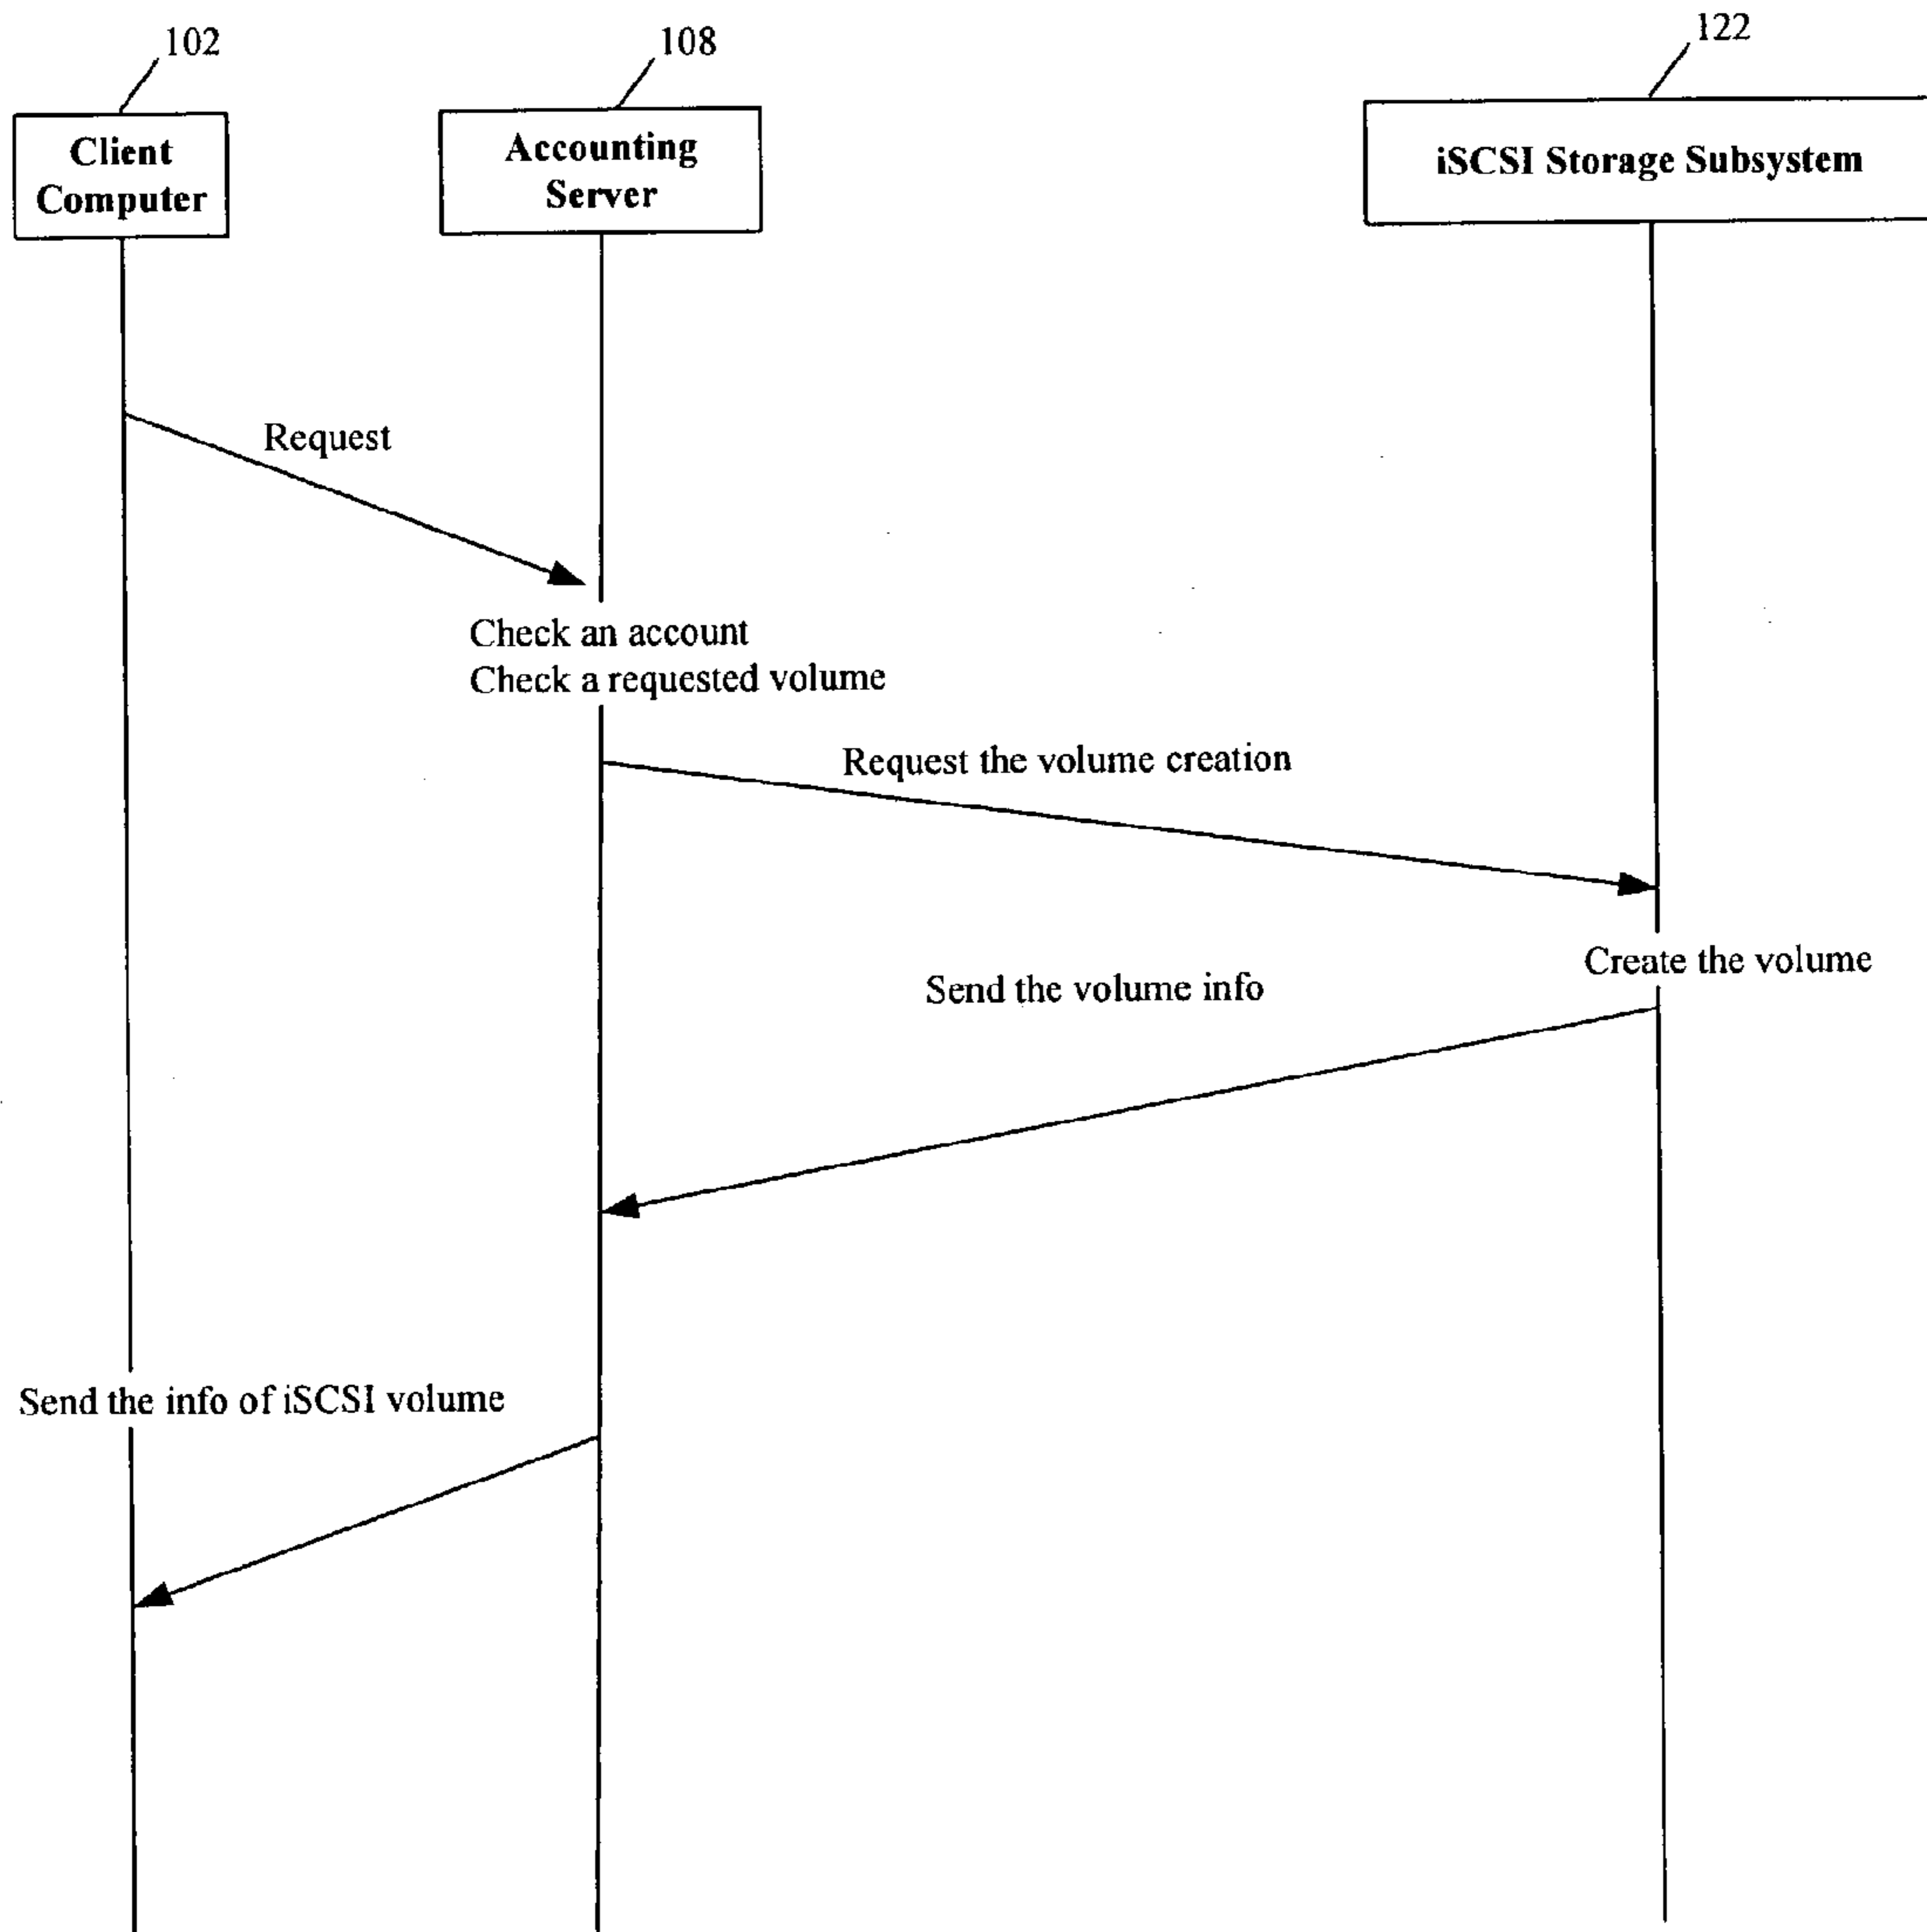 102
108
122
Client
Computer
Accounting
Server
iSCSI Storage Subsystem
Request
Check an account
Check a requested volume
Request the volume creation
Create the volume
Send the volume info
Send the info of iSCSI volume